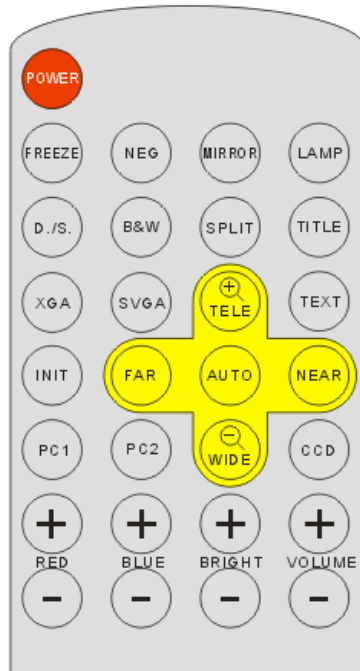 POWER
FREEZE NEG MIRROR LAMP
D./S. B&W SPLIT TITLE
XGA SVGA TELE TEXT
INIT FAR AUTO NEAR
PC1 PC2 WIDE CCD
+ + + +
RED BLUE BRIGHT VOLUME
- - - -